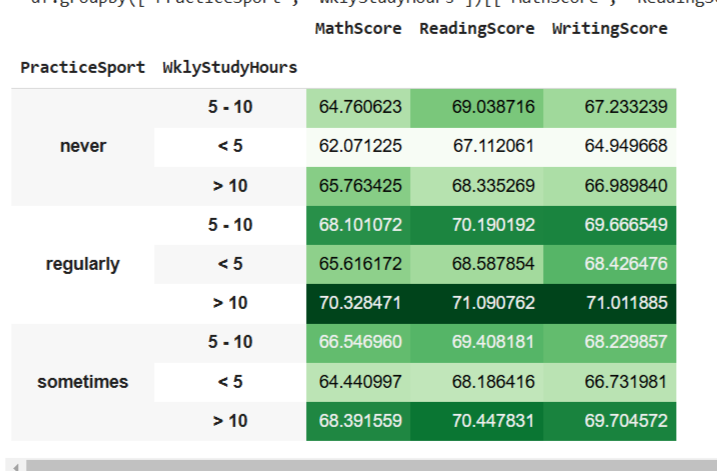 df.groupby(['PracticeSport', 'WklyStudyHours'])[['MathScore', 'ReadingSc
MathScore ReadingScore WritingScore
PracticeSport WklyStudyHours
5 - 10 64.760623 69.038716 67.233239
never < 5 62.071225 67.112061 64.949668
> 10 65.763425 68.335269 66.989840
5 - 10 68.101072 70.190192 69.666549
regularly < 5 65.616172 68.587854 68.426476
> 10 70.328471 71.090762 71.011885
5 - 10 66.546960 69.408181 68.229857
sometimes < 5 64.440997 68.186416 66.731981
> 10 68.391559 70.447831 69.704572